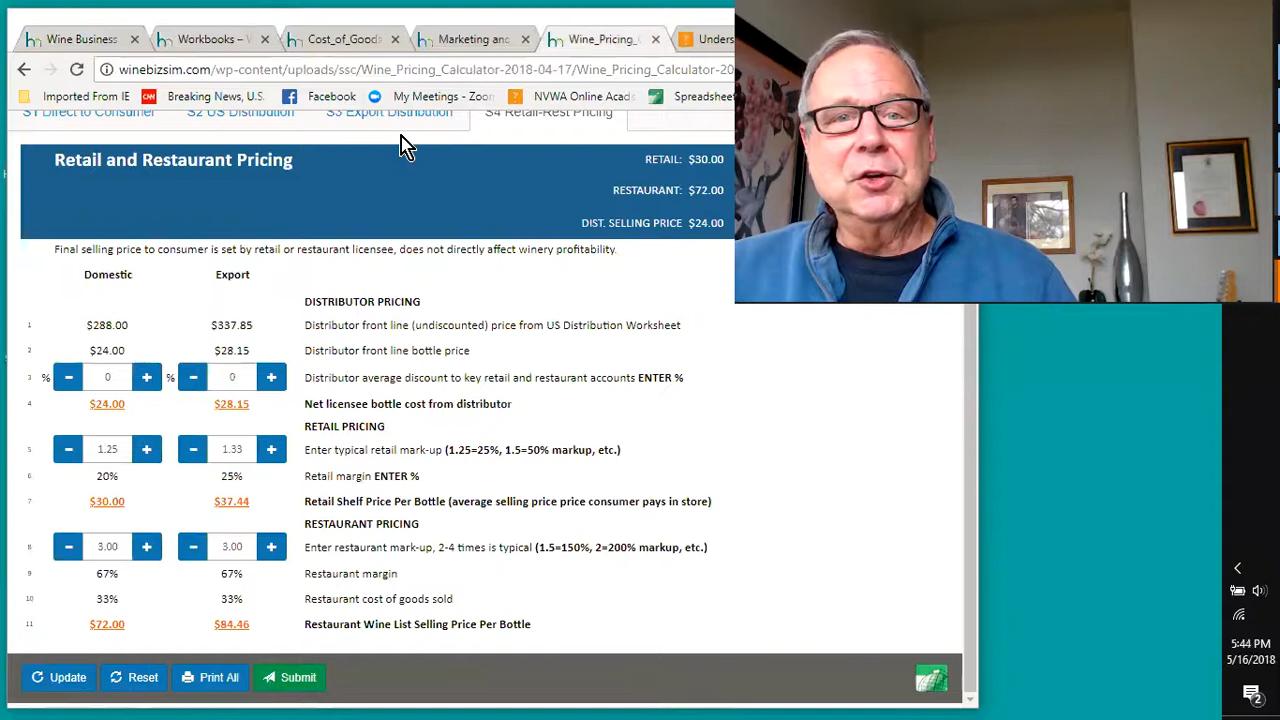 Wine Business
Workbooks –
Cost_of_Goods
Marketing and
Wine_Pricing_
Unders
winebizsim.com/wp-content/uploads/ssc/Wine_Pricing_Calculator-2018-04-17/Wine_Pricing_Calculator-20
Imported From IE
CNN
Breaking News, U.S.
Facebook
My Meetings - Zoo
NVWA Online Acad
Spreadsheet
S1 Direct to Consumer
S2 US Distribution
S3 Export Distribution
S4 Retail-Rest Pricing
Retail and Restaurant Pricing
RETAIL: $30.00
RESTAURANT: $72.00
DIST. SELLING PRICE $24.00
Final selling price to consumer is set by retail or restaurant licensee, does not directly affect winery profitability.
Domestic Export
DISTRIBUTOR PRICING
1 $288.00 $337.85 Distributor front line (undiscounted) price from US Distribution Worksheet
2 $24.00 $28.15 Distributor front line bottle price
3 % - 0 + % - 0 + Distributor average discount to key retail and restaurant accounts ENTER %
4 $24.00 $28.15 Net licensee bottle cost from distributor
RETAIL PRICING
5 - 1.25 + - 1.33 + Enter typical retail mark-up (1.25=25%, 1.5=50% markup, etc.)
6 20% 25% Retail margin ENTER %
7 $30.00 $37.44 Retail Shelf Price Per Bottle (average selling price price consumer pays in store)
RESTAURANT PRICING
8 - 3.00 + - 3.00 + Enter restaurant mark-up, 2-4 times is typical (1.5=150%, 2=200% markup, etc.)
9 67% 67% Restaurant margin
10 33% 33% Restaurant cost of goods sold
11 $72.00 $84.46 Restaurant Wine List Selling Price Per Bottle
Update
Reset
Print All
Submit
5:44 PM
5/16/2018
2